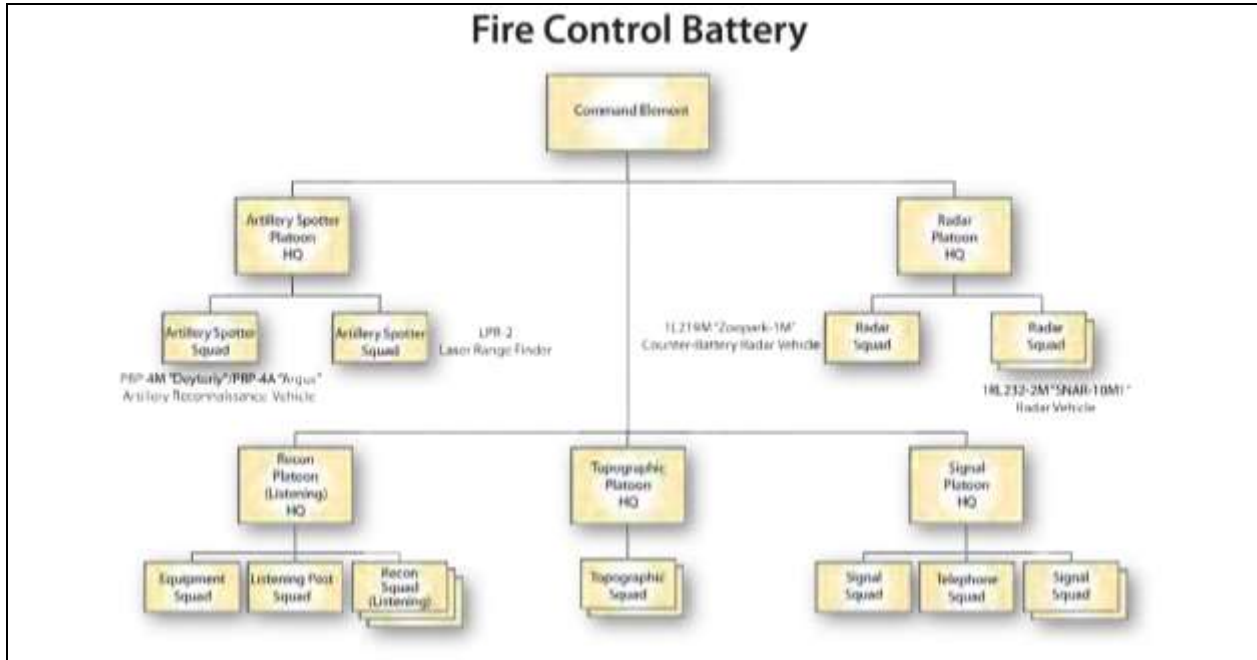 Fire Control Battery
Command Element
Artillery Spotter
Platoon
HQ
Radar
Platoon
HQ
Artillery Spotter
Squad
Artillery Spotter
Squad
LPR-2
Laser Range Finder
1L219M "Zoopark-1M"
Counter-Battery Radar Vehicle
Radar
Squad
Radar
Squad
PRP-4M "Deyteriy"/PRP-4A "Argus"
Artillery Reconnaissance Vehicle
1RL232-2M "SNAR-10M1"
Radar Vehicle
Recon
Platoon
(Listening)
HQ
Topographic
Platoon
HQ
Signal
Platoon
HQ
Equipment
Squad
Listening Post
Squad
Recon
Squad
(Listening)
Topographic
Squad
Signal
Squad
Telephone
Squad
Signal
Squad